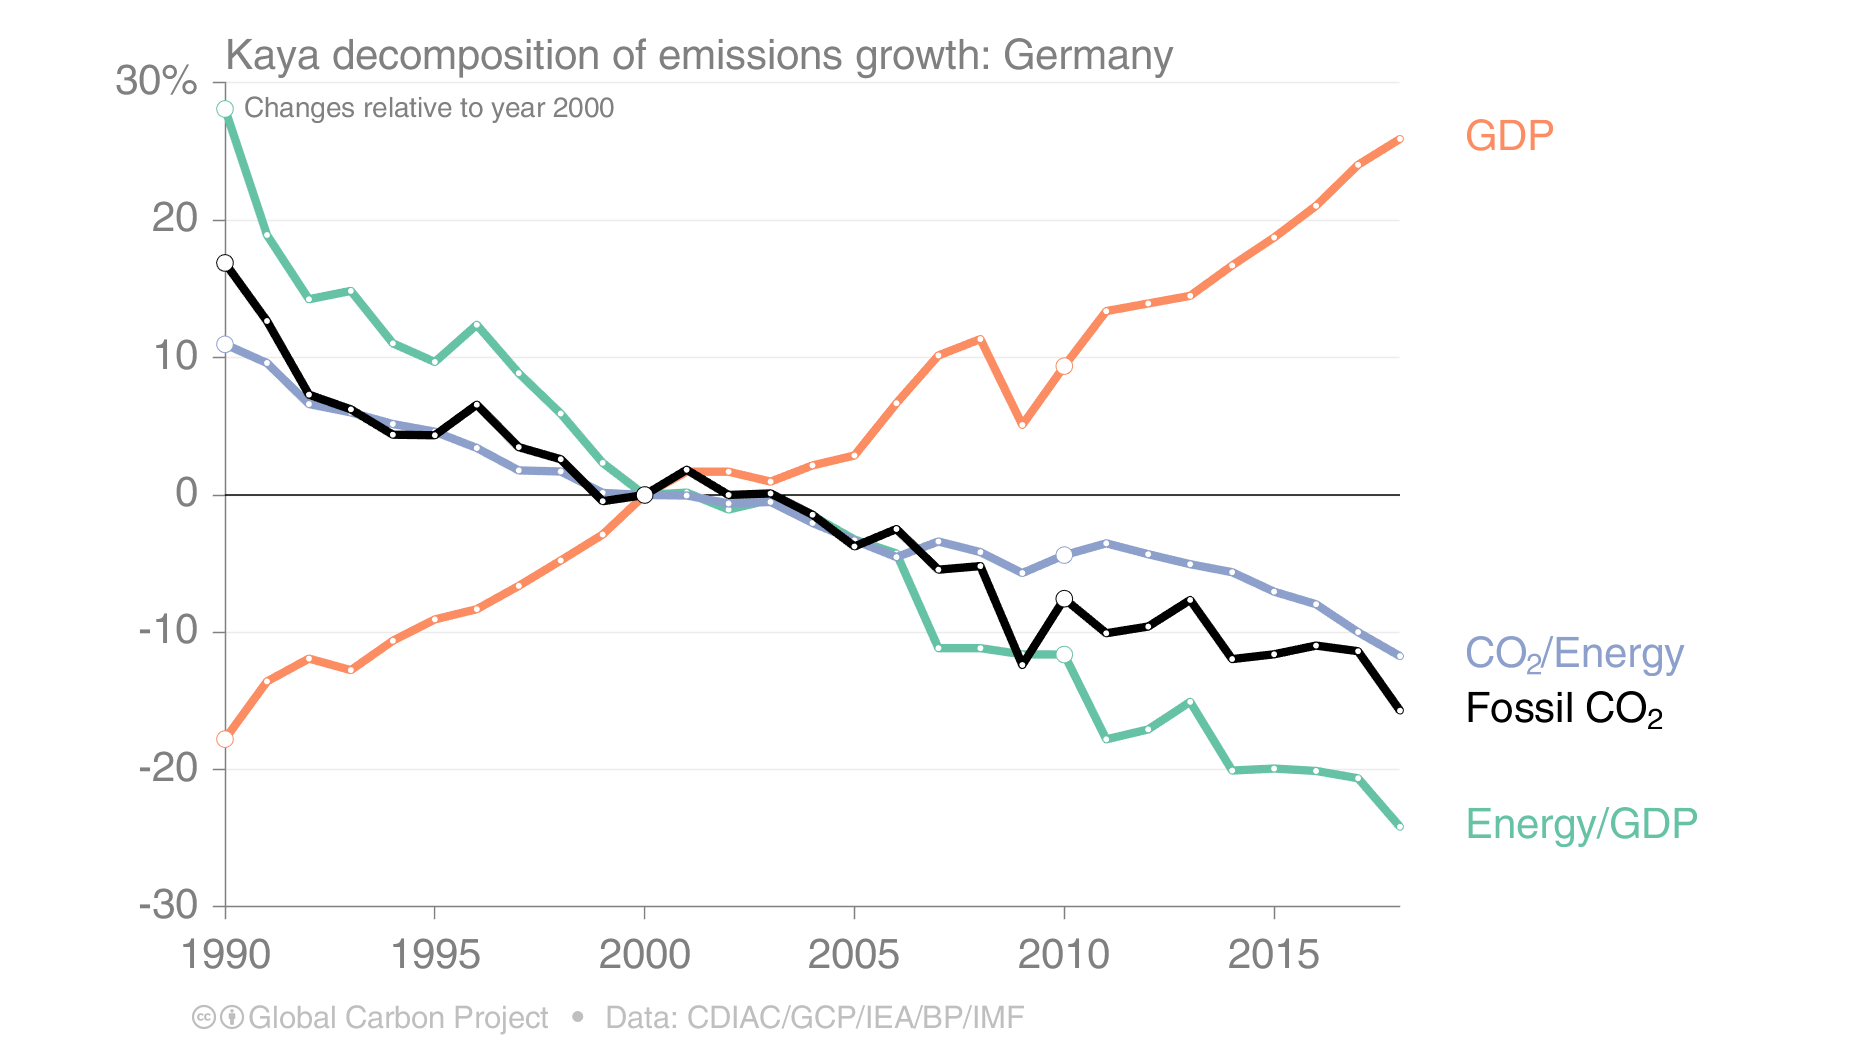 Kaya decomposition of emissions growth: Germany
30%
Changes relative to year 2000
GDP
20
10
0
-10
CO₂/Energy
Fossil CO₂
-20
Energy/GDP
-30
1990 1995 2000 2005 2010 2015
cc Global Carbon Project • Data: CDIAC/GCP/IEA/BP/IMF